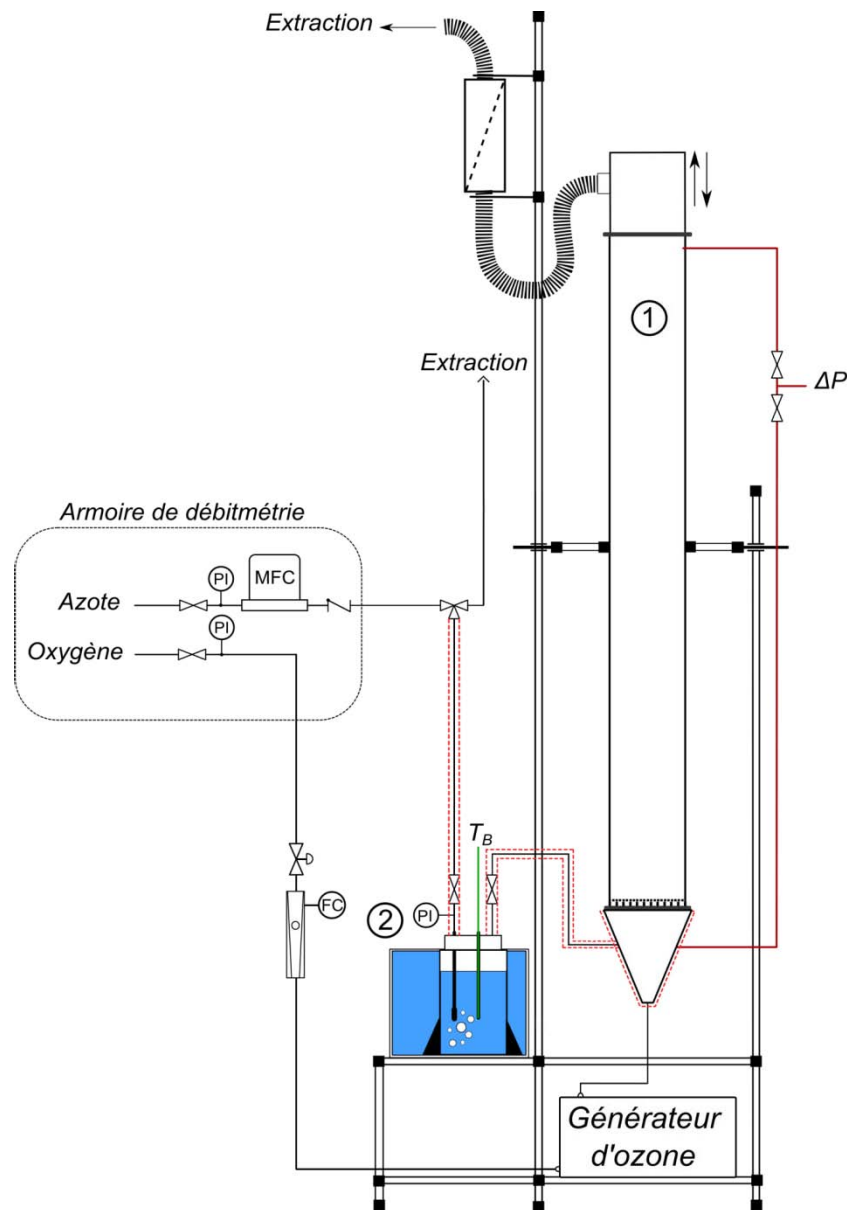 Extraction
1
Extraction
ΔP
Armoire de débitmétrie
MFC
PI
Azote
PI
Oxygène
T_B
FC
2
PI
Générateur
d'ozone